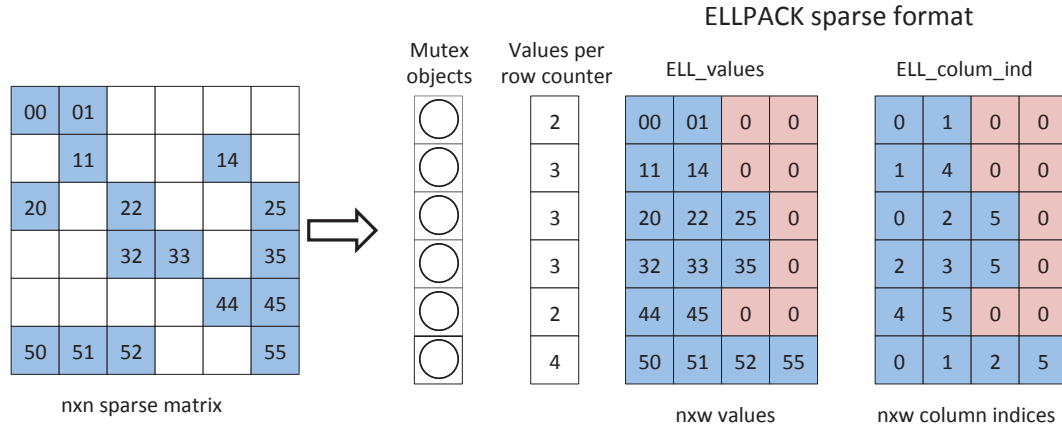 ELLPACK sparse format
Mutex objects
Values per row counter
ELL_values
ELL_colum_ind
00 01
11 14
20 22 25
32 33 35
44 45
50 51 52 55
nxn sparse matrix
2
3
3
3
2
4
00 01 0 0
11 14 0 0
20 22 25 0
32 33 35 0
44 45 0 0
50 51 52 55
nxw values
0 1 0 0
1 4 0 0
0 2 5 0
2 3 5 0
4 5 0 0
0 1 2 5
nxw column indices